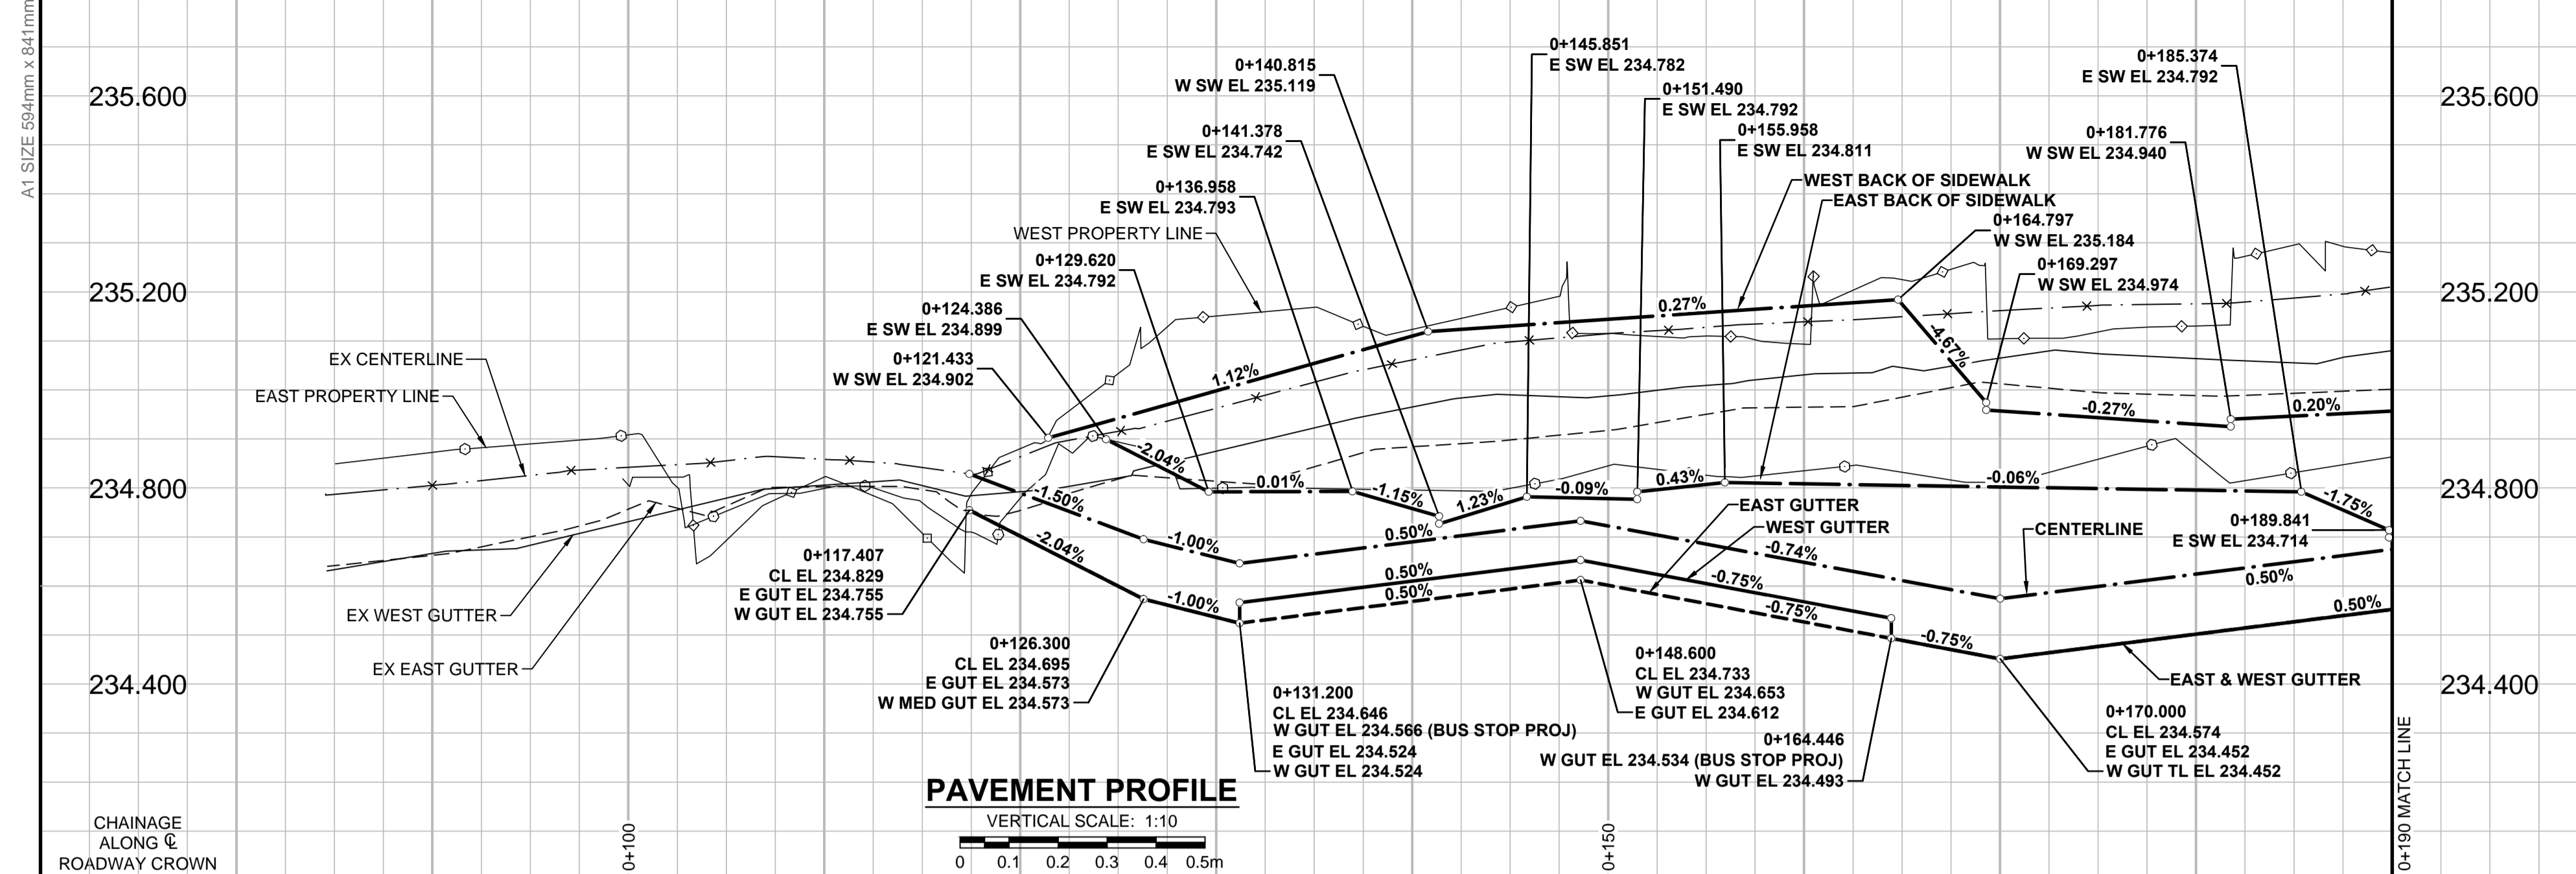 A1 SIZE 594mm x 841mm
235.600
235.200
234.800
234.400
235.600
235.200
234.800
234.400
0+140.815
W SW EL 235.119
0+141.378
E SW EL 234.742
0+136.958
E SW EL 234.793
WEST PROPERTY LINE
0+129.620
E SW EL 234.792
0+124.386
E SW EL 234.899
0+121.433
W SW EL 234.902
EX CENTERLINE
EAST PROPERTY LINE
0+145.851
E SW EL 234.782
0+151.490
E SW EL 234.792
0+155.958
E SW EL 234.811
WEST BACK OF SIDEWALK
EAST BACK OF SIDEWALK
0+164.797
W SW EL 235.184
0+169.297
W SW EL 234.974
0+185.374
E SW EL 234.792
0+181.776
W SW EL 234.940
1.12%
0.27%
-4.67%
-0.27%
0.20%
-2.04%
0.01%
-1.15%
1.23%
-0.09%
0.43%
-0.06%
-1.75%
0+189.841
E SW EL 234.714
-1.50%
-1.00%
0.50%
-0.74%
0.50%
EAST GUTTER
WEST GUTTER
CENTERLINE
-2.04%
-1.00%
0.50%
0.50%
-0.75%
-0.75%
-0.75%
0.50%
EX WEST GUTTER
EX EAST GUTTER
0+117.407
CL EL 234.829
E GUT EL 234.755
W GUT EL 234.755
0+126.300
CL EL 234.695
E GUT EL 234.573
W MED GUT EL 234.573
0+131.200
CL EL 234.646
W GUT EL 234.566 (BUS STOP PROJ)
E GUT EL 234.524
W GUT EL 234.524
0+148.600
CL EL 234.733
W GUT EL 234.653
E GUT EL 234.612
0+164.446
W GUT EL 234.534 (BUS STOP PROJ)
W GUT EL 234.493
EAST & WEST GUTTER
0+170.000
CL EL 234.574
E GUT EL 234.452
W GUT TL EL 234.452
PAVEMENT PROFILE
VERTICAL SCALE: 1:10
0 0.1 0.2 0.3 0.4 0.5m
CHAINAGE
ALONG ℄
ROADWAY CROWN
0+100
0+150
0+190 MATCH LINE